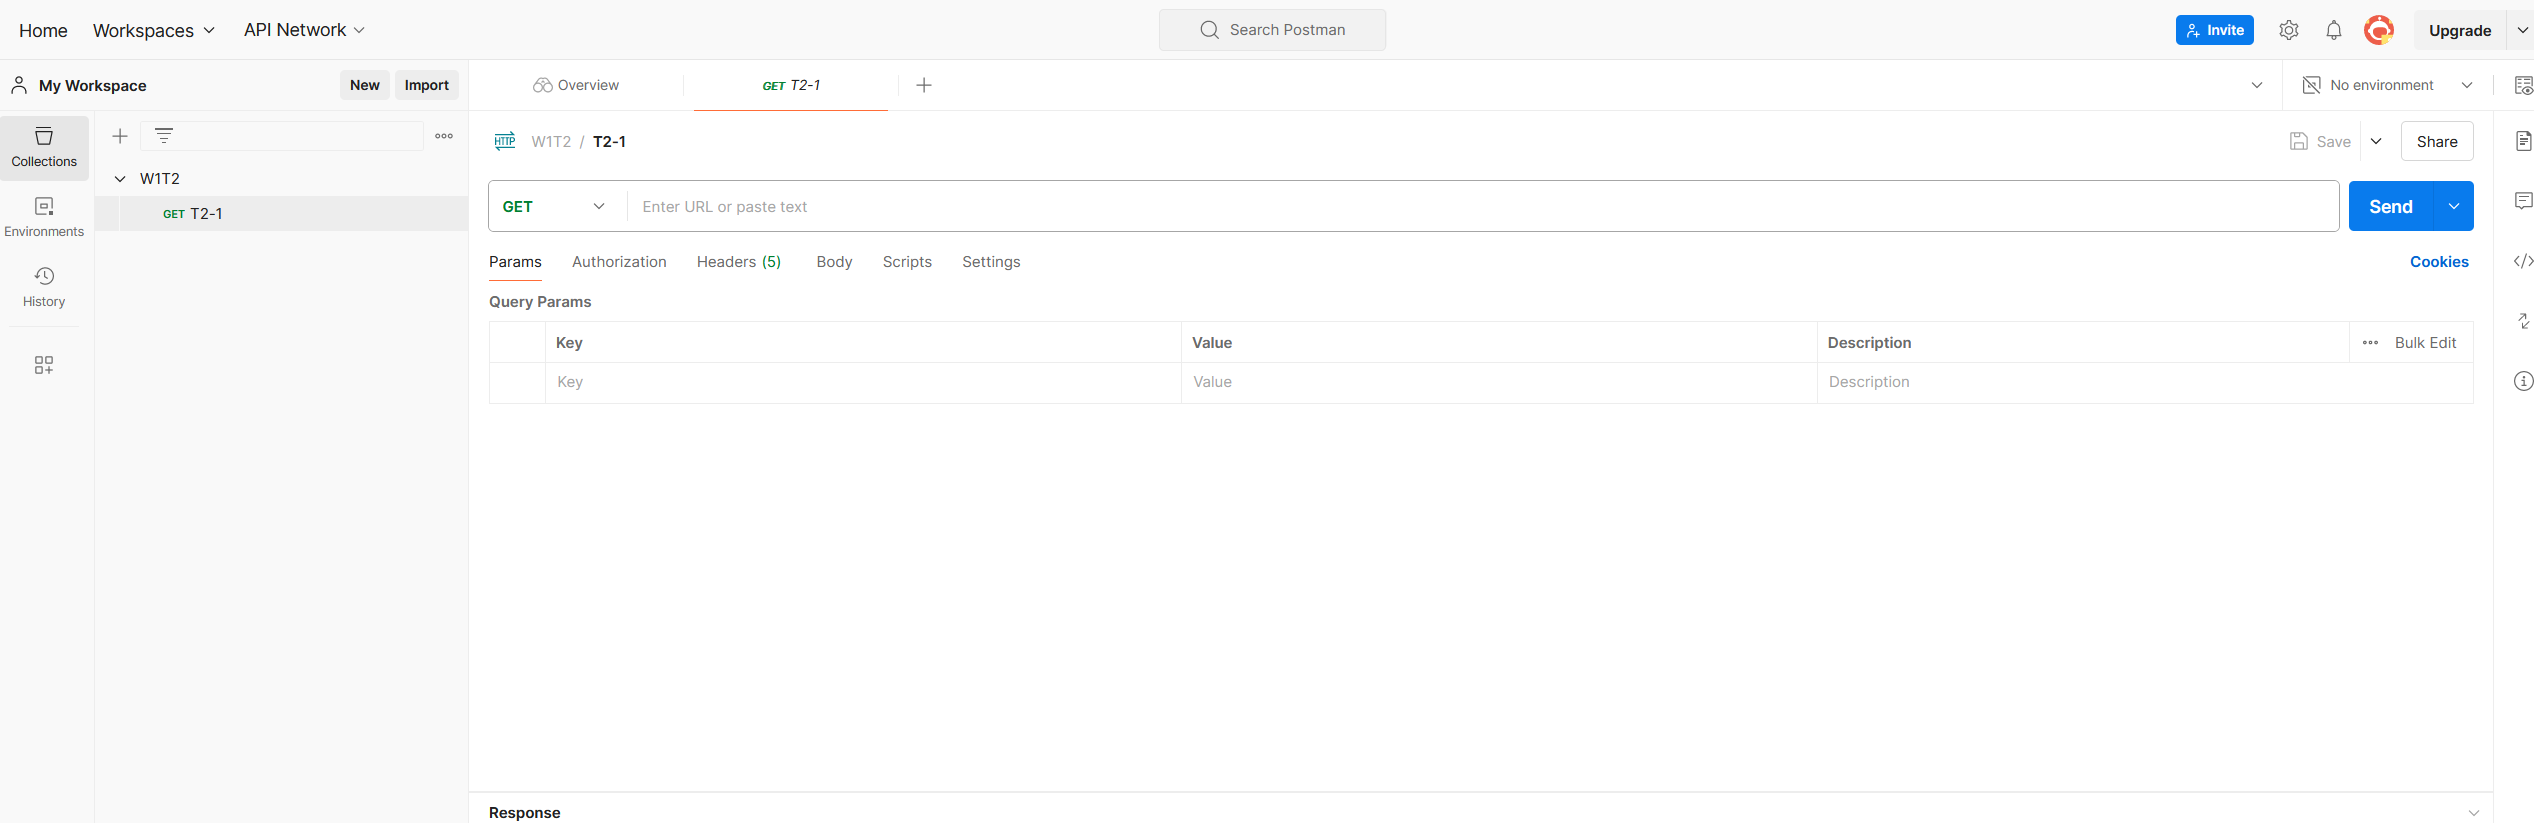 Home Workspaces API Network Search Postman Invite Upgrade
My Workspace New Import Overview GET T2-1 No environment
Collections
Environments
History
W1T2
GET T2-1
HTTP W1T2 / T2-1 Save Share
GET Enter URL or paste text Send
Params Authorization Headers (5) Body Scripts Settings Cookies
Query Params
Key Value Description Bulk Edit
Key Value Description
Response